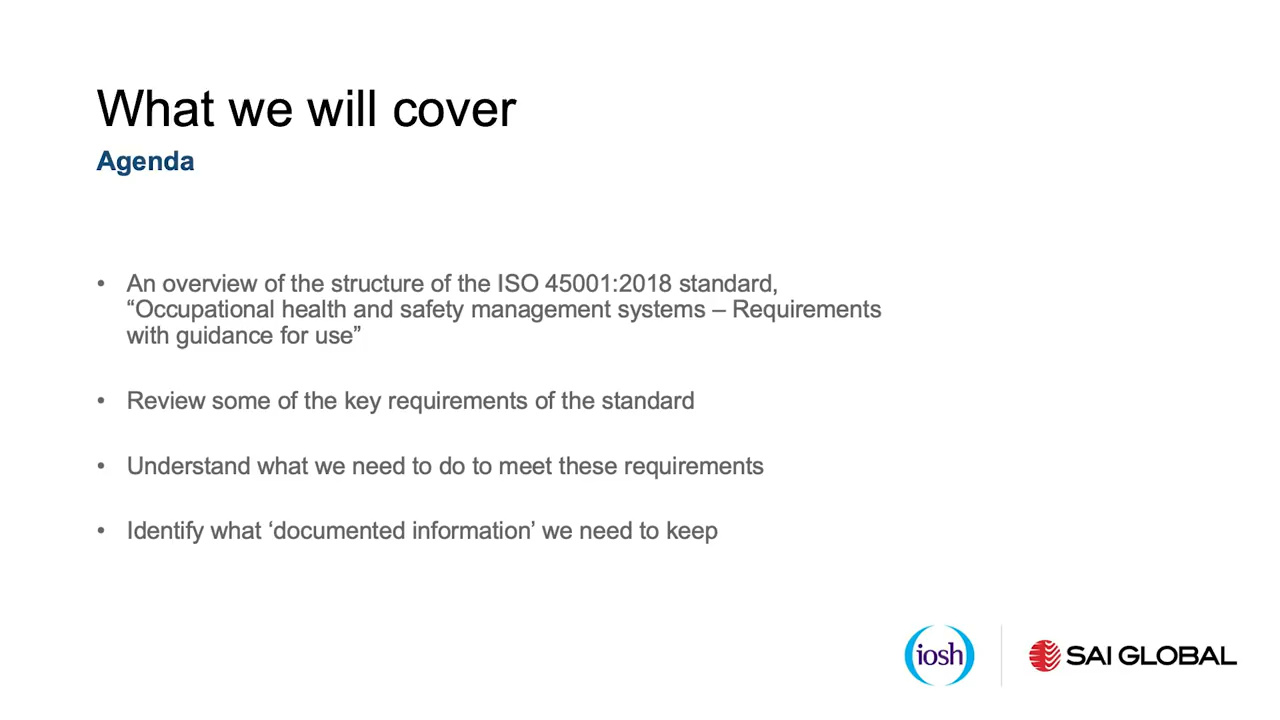 What we will cover
Agenda
• An overview of the structure of the ISO 45001:2018 standard,
“Occupational health and safety management systems – Requirements
with guidance for use”
• Review some of the key requirements of the standard
• Understand what we need to do to meet these requirements
• Identify what ‘documented information’ we need to keep
iosh
SAI GLOBAL